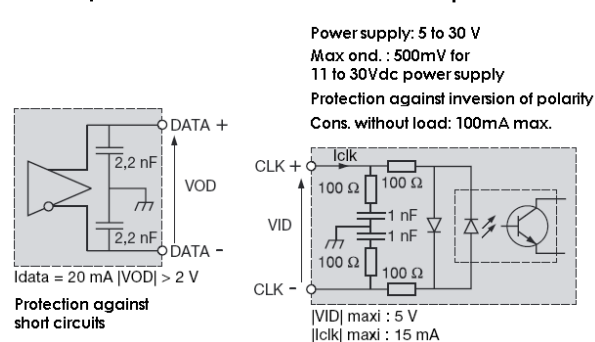 Power supply: 5 to 30 V
Max ond. : 500mV for
11 to 30Vdc power supply
Protection against inversion of polarity
Cons. without load: 100mA max.
DATA +
2,2 nF
VOD
2,2 nF
DATA -
Idata = 20 mA |VOD| > 2 V
Protection against
short circuits
CLK +
Iclk
100 Ω
100 Ω
1 nF
VID
1 nF
100 Ω
100 Ω
CLK -
|VID| maxi : 5 V
|Iclk| maxi : 15 mA